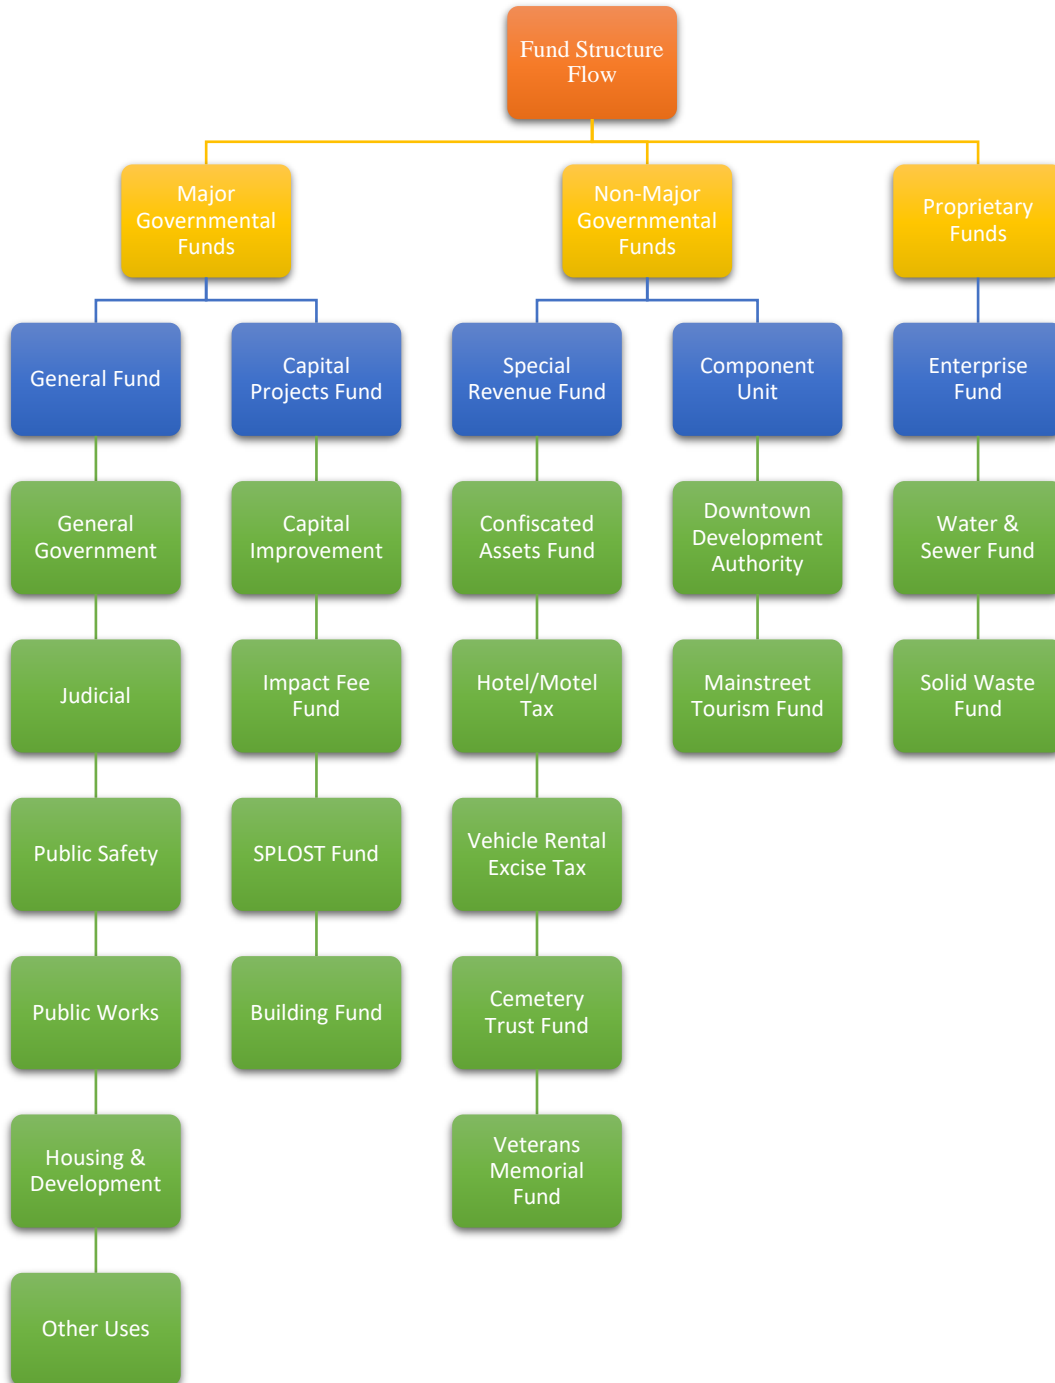 Fund Structure
Flow
Major
Governmental
Funds
Non-Major
Governmental
Funds
Proprietary
Funds
General Fund
Capital
Projects Fund
Special
Revenue Fund
Component
Unit
Enterprise
Fund
General
Government
Capital
Improvement
Confiscated
Assets Fund
Downtown
Development
Authority
Water &
Sewer Fund
Judicial
Impact Fee
Fund
Hotel/Motel
Tax
Mainstreet
Tourism Fund
Solid Waste
Fund
Public Safety
SPLOST Fund
Vehicle Rental
Excise Tax
Public Works
Building Fund
Cemetery
Trust Fund
Housing &
Development
Veterans
Memorial
Fund
Other Uses